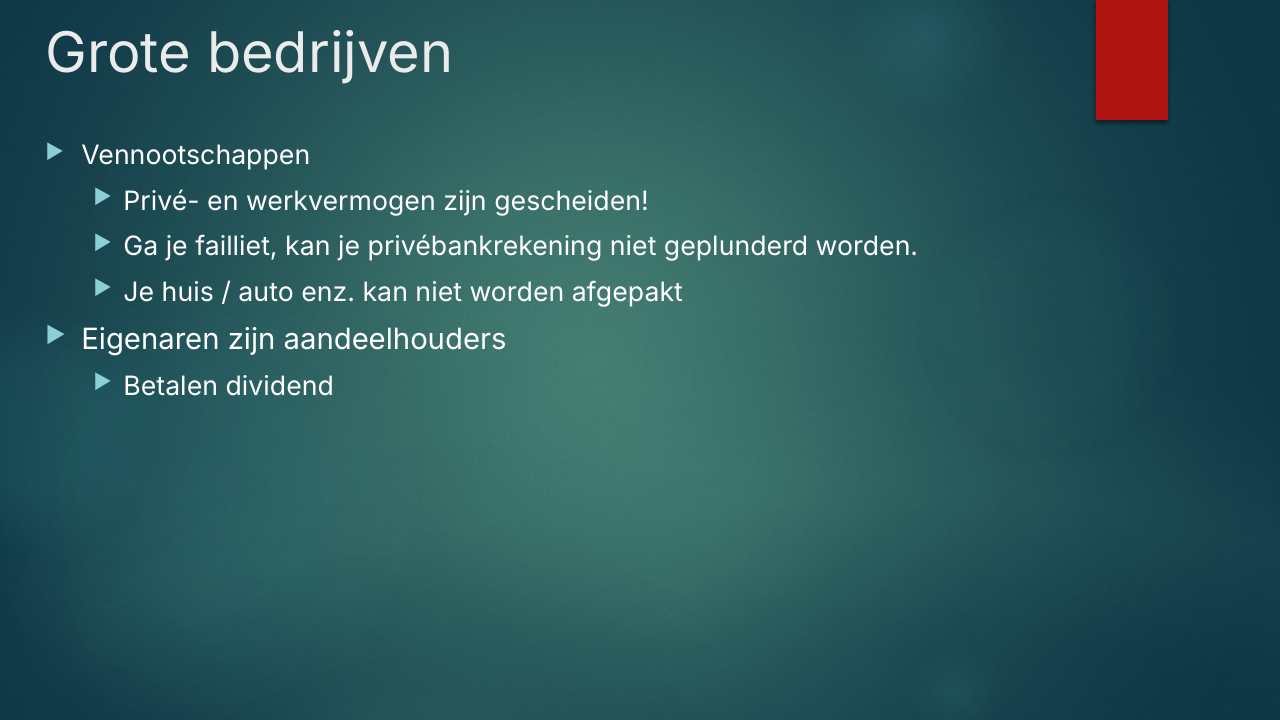 Grote bedrijven
Vennootschappen
Privé- en werkvermogen zijn gescheiden!
Ga je failliet, kan je privébankrekening niet geplunderd worden.
Je huis / auto enz. kan niet worden afgepakt
Eigenaren zijn aandeelhouders
Betalen dividend